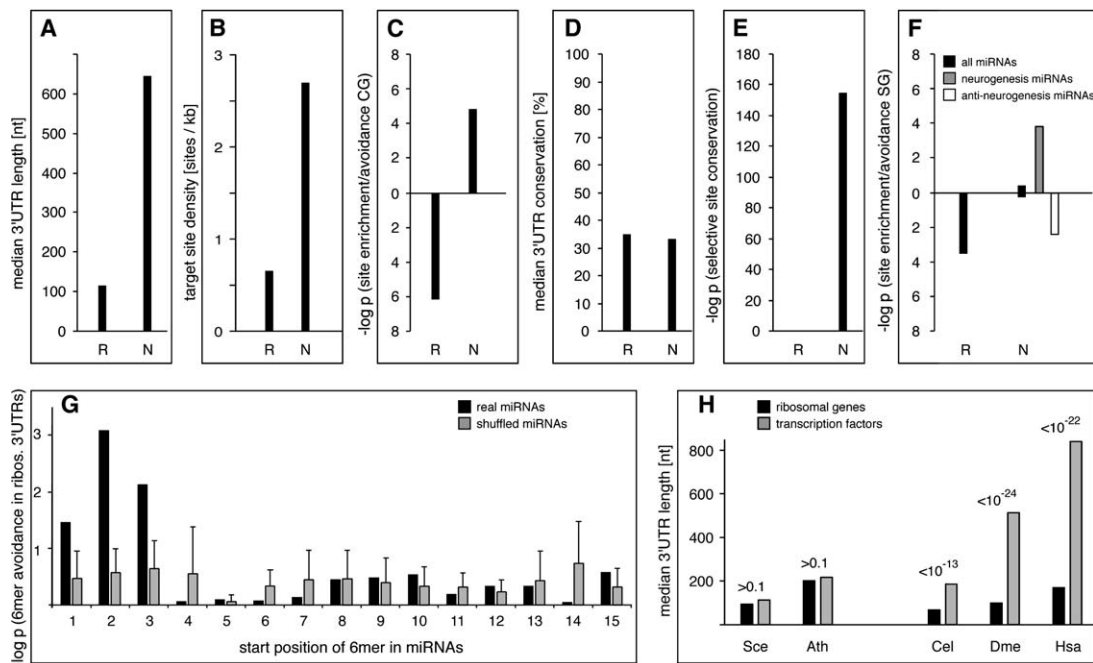 A
median 3'UTR length [nt]
600
500
400
300
200
100
0
R N
B
target site density [sites / kb)
3
2
1
0
R N
C
-log p (site enrichment/avoidance CG)
8
6
4
2
0
2
4
6
8
R N
D
median 3'UTR conservation [%]
100
90
80
70
60
50
40
30
20
10
0
R N
E
-log p (selective site conservation)
180
160
140
120
100
80
60
40
20
0
R N
F
-log p (site enrichment/avoidance SG)
all miRNAs
neurogenesis miRNAs
anti-neurogenesis miRNAs
8
6
4
2
0
2
4
6
8
R N
G
log p (6mer avoidance in ribos. 3'UTRs)
real miRNAs
shuffled miRNAs
3
2
1
1 2 3 4 5 6 7 8 9 10 11 12 13 14 15
start position of 6mer in miRNAs
H
median 3'UTR length [nt]
ribosomal genes
transcription factors
800
600
400
200
>0.1
>0.1
<10-13
<10-24
<10-22
Sce Ath Cel Dme Hsa